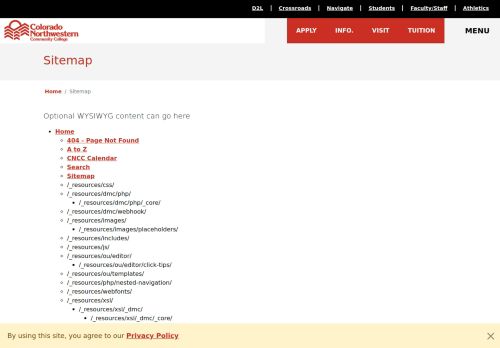 D2L | Crossroads | Navigate | Students | Faculty/Staff | Athletics
Colorado
Northwestern
Community College
APPLY INFO. VISIT TUITION MENU
Sitemap
Home / Sitemap
Optional WYSIWYG content can go here
Home
404 - Page Not Found
A to Z
CNCC Calendar
Search
Sitemap
/_resources/css/
/_resources/dmc/php/
/_resources/dmc/php/_core/
/_resources/dmc/webhook/
/_resources/images/
/_resources/images/placeholders/
/_resources/includes/
/_resources/js/
/_resources/ou/editor/
/_resources/ou/editor/click-tips/
/_resources/ou/templates/
/_resources/php/nested-navigation/
/_resources/webfonts/
/_resources/xsl/
/_resources/xsl/_dmc/
/_resources/xsl/_dmc/_core/
By using this site, you agree to our Privacy Policy